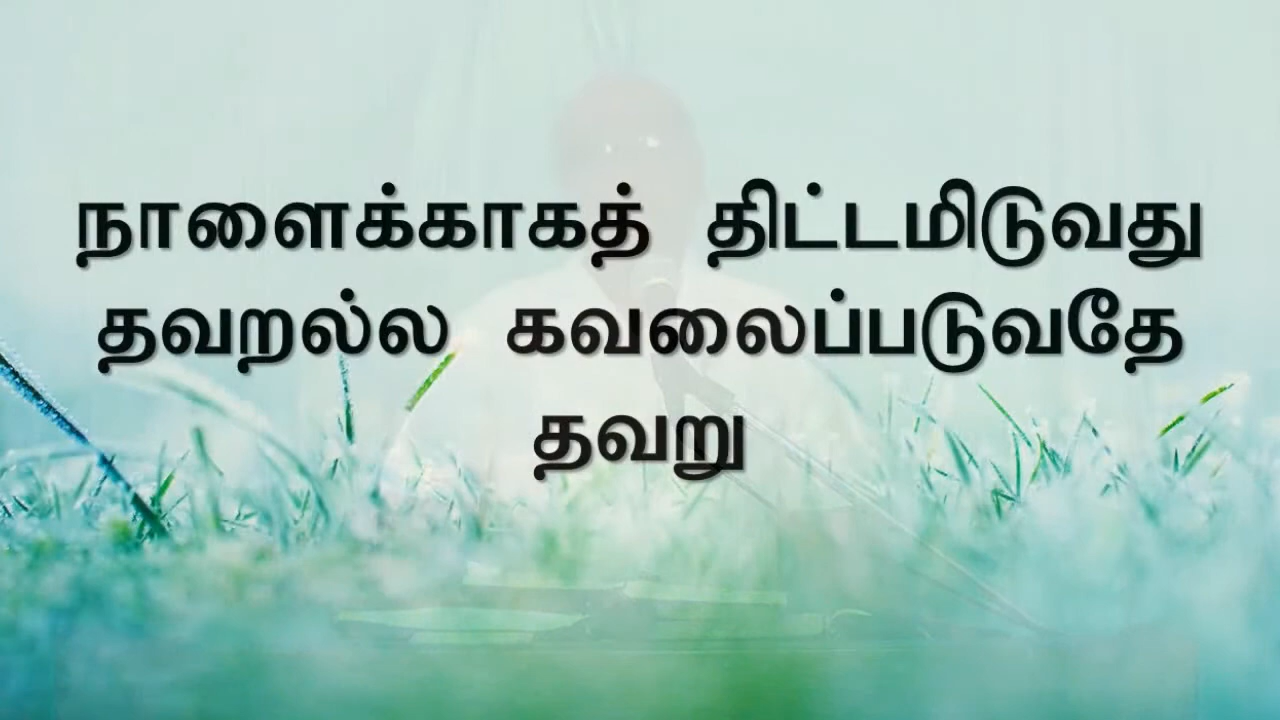 நாளைக்காகத் திட்டமிடுவது
தவறல்ல கவலைப்படுவதே
தவறு